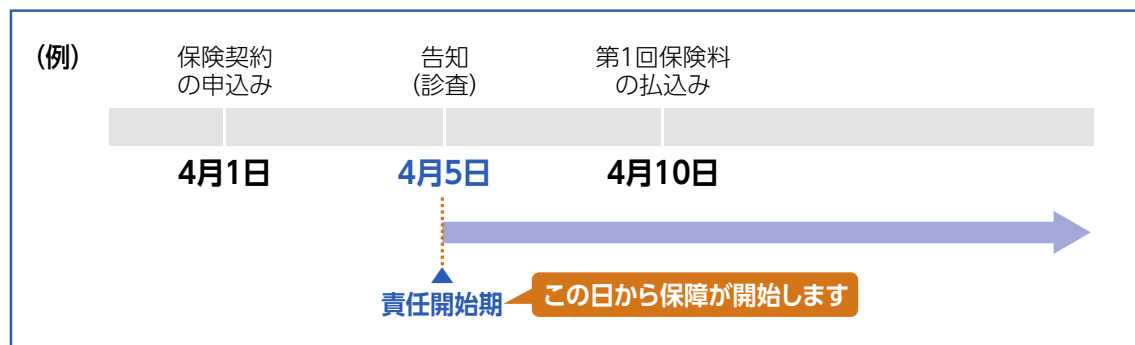 (例)
保険契約
の申込み
告知
(診査)
第1回保険料
の払込み
4月1日
4月5日
4月10日
責任開始期
この日から保障が開始します